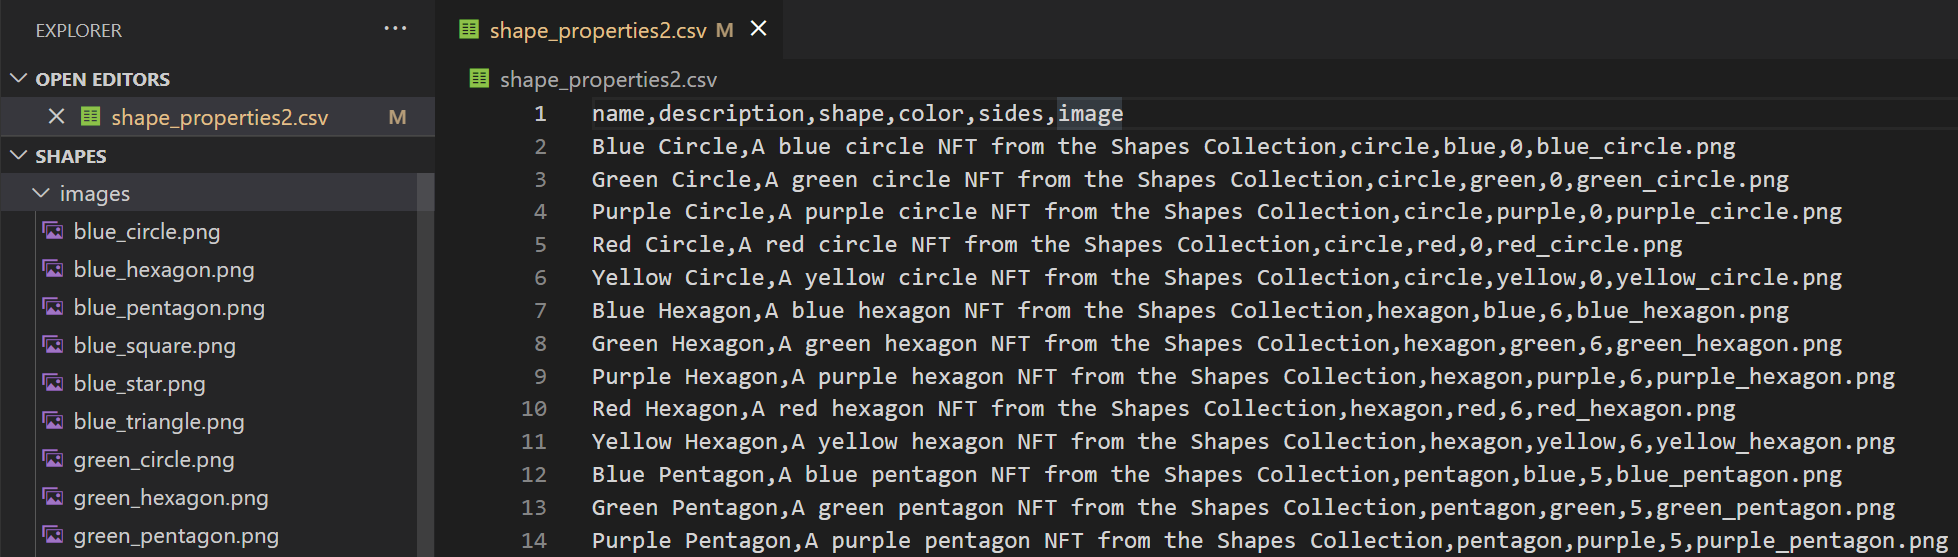 EXPLORER ···
OPEN EDITORS
shape_properties2.csv M
SHAPES
images
blue_circle.png
blue_hexagon.png
blue_pentagon.png
blue_square.png
blue_star.png
blue_triangle.png
green_circle.png
green_hexagon.png
green_pentagon.png
shape_properties2.csv M
shape_properties2.csv
1 name,description,shape,color,sides,image
2 Blue Circle,A blue circle NFT from the Shapes Collection,circle,blue,0,blue_circle.png
3 Green Circle,A green circle NFT from the Shapes Collection,circle,green,0,green_circle.png
4 Purple Circle,A purple circle NFT from the Shapes Collection,circle,purple,0,purple_circle.png
5 Red Circle,A red circle NFT from the Shapes Collection,circle,red,0,red_circle.png
6 Yellow Circle,A yellow circle NFT from the Shapes Collection,circle,yellow,0,yellow_circle.png
7 Blue Hexagon,A blue hexagon NFT from the Shapes Collection,hexagon,blue,6,blue_hexagon.png
8 Green Hexagon,A green hexagon NFT from the Shapes Collection,hexagon,green,6,green_hexagon.png
9 Purple Hexagon,A purple hexagon NFT from the Shapes Collection,hexagon,purple,6,purple_hexagon.png
10 Red Hexagon,A red hexagon NFT from the Shapes Collection,hexagon,red,6,red_hexagon.png
11 Yellow Hexagon,A yellow hexagon NFT from the Shapes Collection,hexagon,yellow,6,yellow_hexagon.png
12 Blue Pentagon,A blue pentagon NFT from the Shapes Collection,pentagon,blue,5,blue_pentagon.png
13 Green Pentagon,A green pentagon NFT from the Shapes Collection,pentagon,green,5,green_pentagon.png
14 Purple Pentagon,A purple pentagon NFT from the Shapes Collection,pentagon,purple,5,purple_pentagon.png